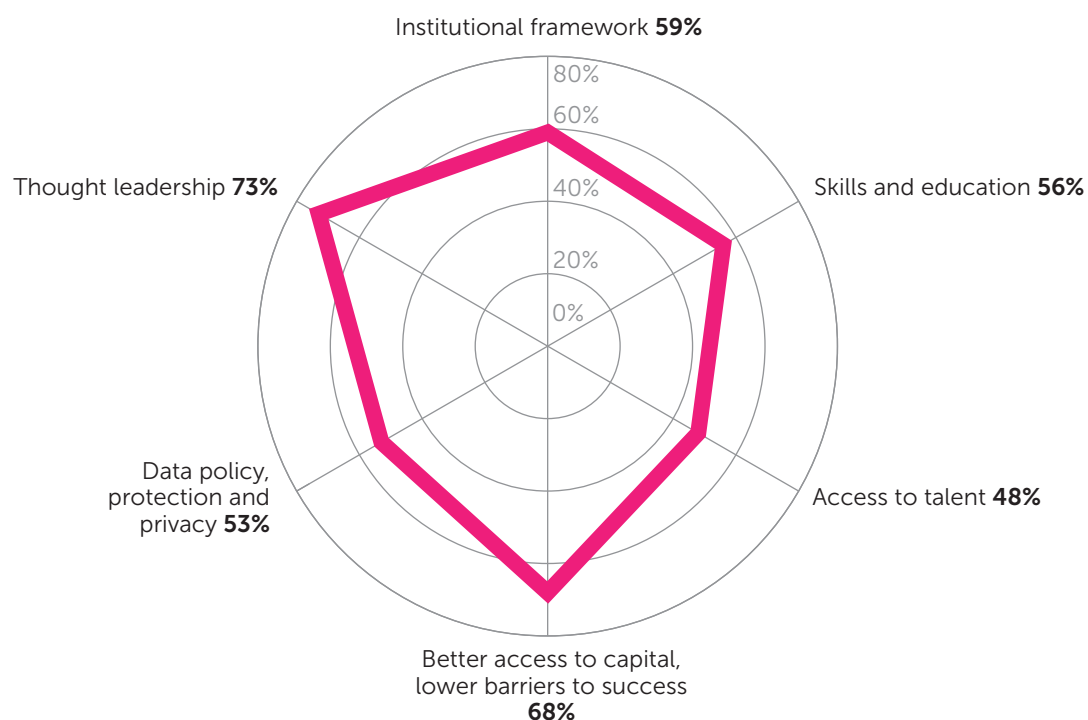 Institutional framework 59%
80%
60%
40%
20%
0%
Thought leadership 73%
Skills and education 56%
Data policy,
protection and
privacy 53%
Access to talent 48%
Better access to capital,
lower barriers to success
68%